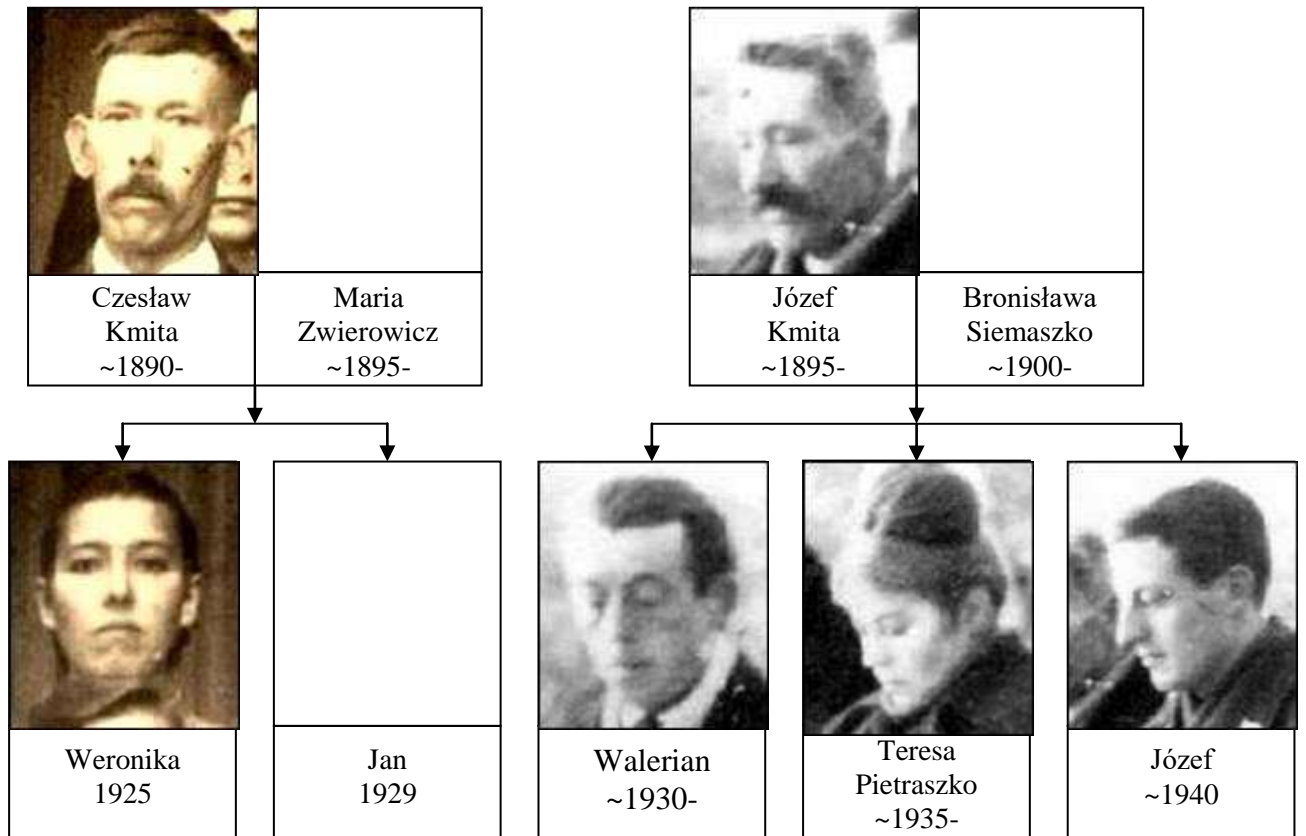 Czesław
Kmita
~1890-
Maria
Zwierowicz
~1895-
Józef
Kmita
~1895-
Bronisława
Siemaszko
~1900-
Weronika
1925
Jan
1929
Walerian
~1930-
Teresa
Pietraszko
~1935-
Józef
~1940